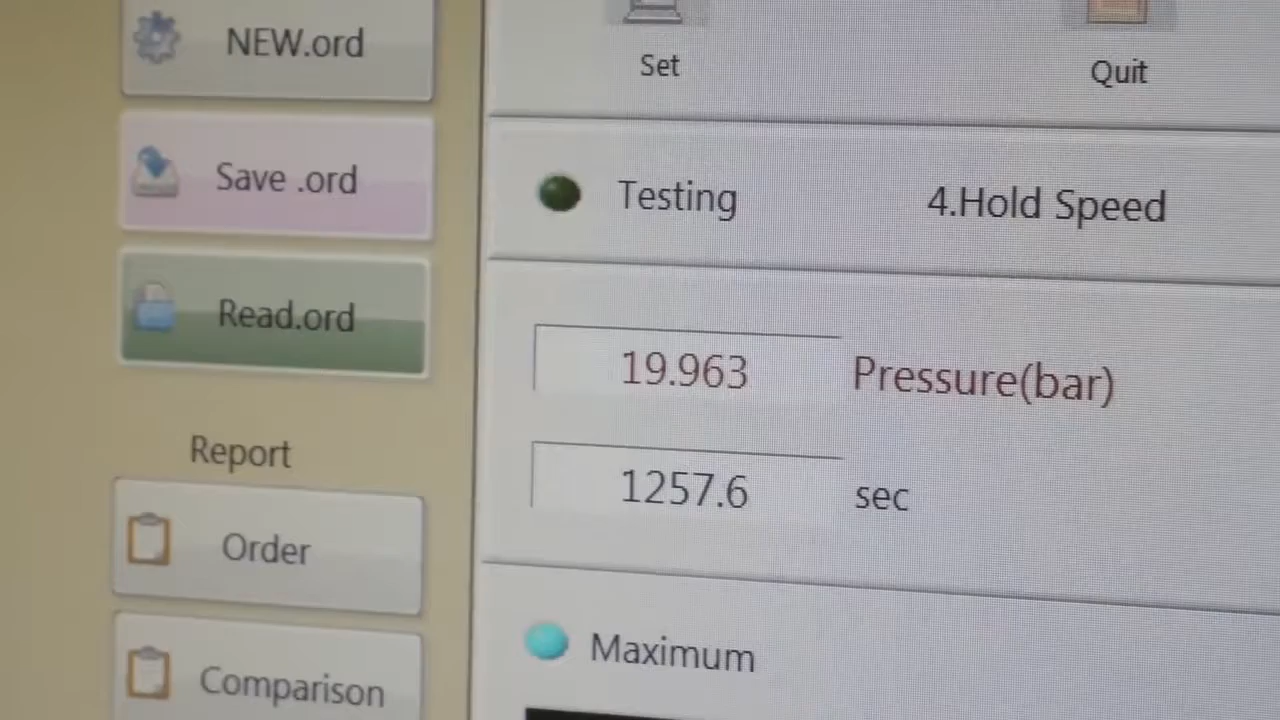 NEW.ord
Save .ord
Read.ord
Report
Order
Comparison
Set
Quit
Testing
4.Hold Speed
19.963 Pressure(bar)
1257.6 sec
Maximum